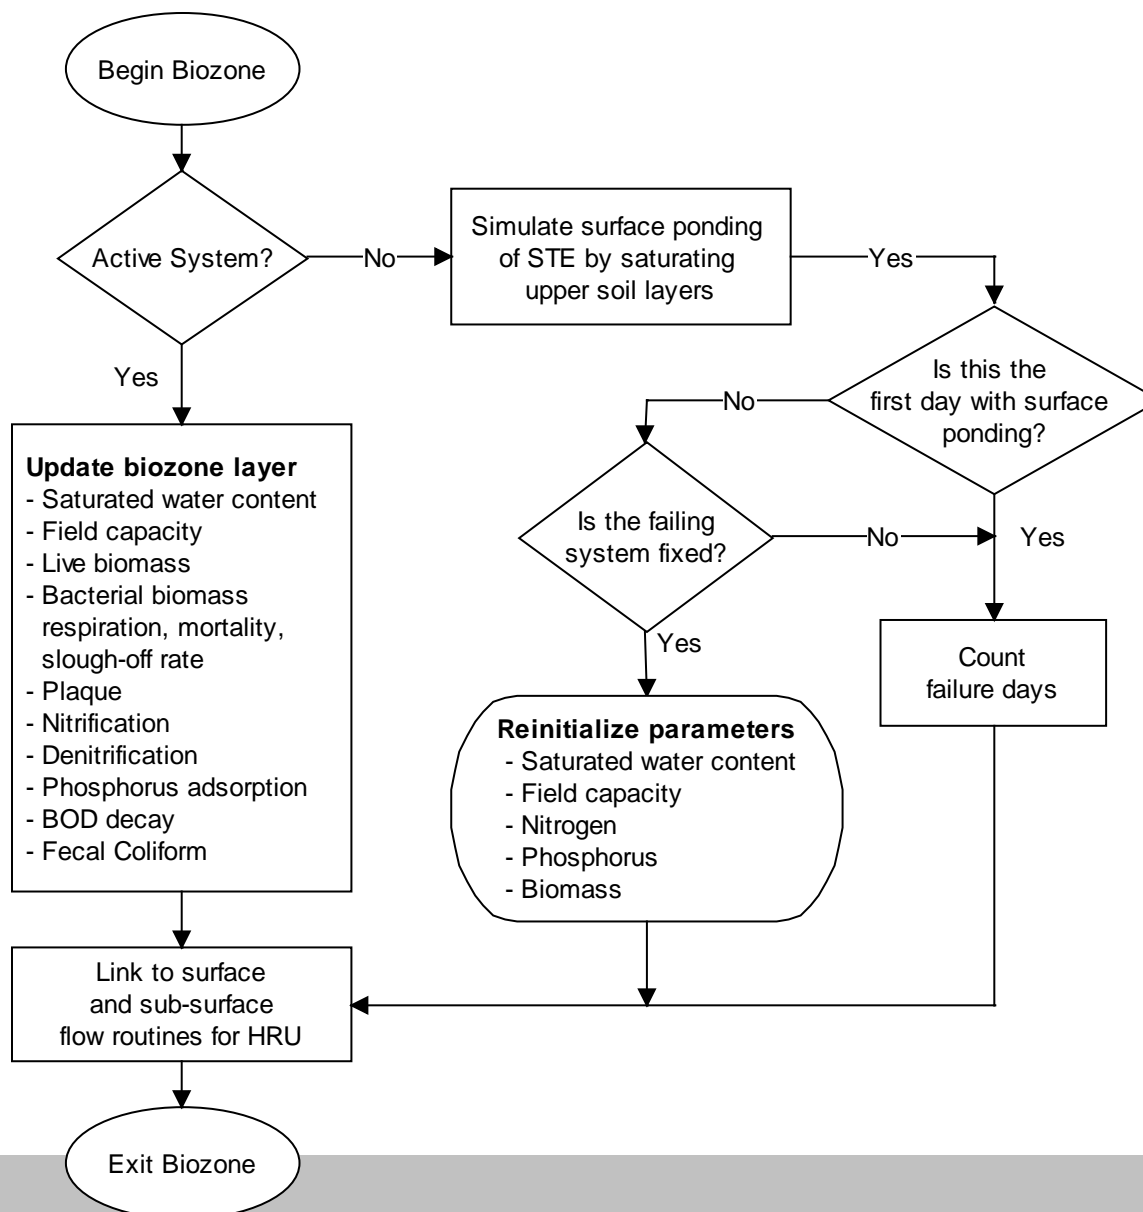 Begin Biozone
Active System?
No
Simulate surface ponding
of STE by saturating
upper soil layers
Yes
Is this the
first day with surface
ponding?
No
Yes
Is the failing
system fixed?
No
Yes
Yes
Count
failure days
Update biozone layer
- Saturated water content
- Field capacity
- Live biomass
- Bacterial biomass
respiration, mortality,
slough-off rate
- Plaque
- Nitrification
- Denitrification
- Phosphorus adsorption
- BOD decay
- Fecal Coliform
Reinitialize parameters
- Saturated water content
- Field capacity
- Nitrogen
- Phosphorus
- Biomass
Link to surface
and sub-surface
flow routines for HRU
Exit Biozone